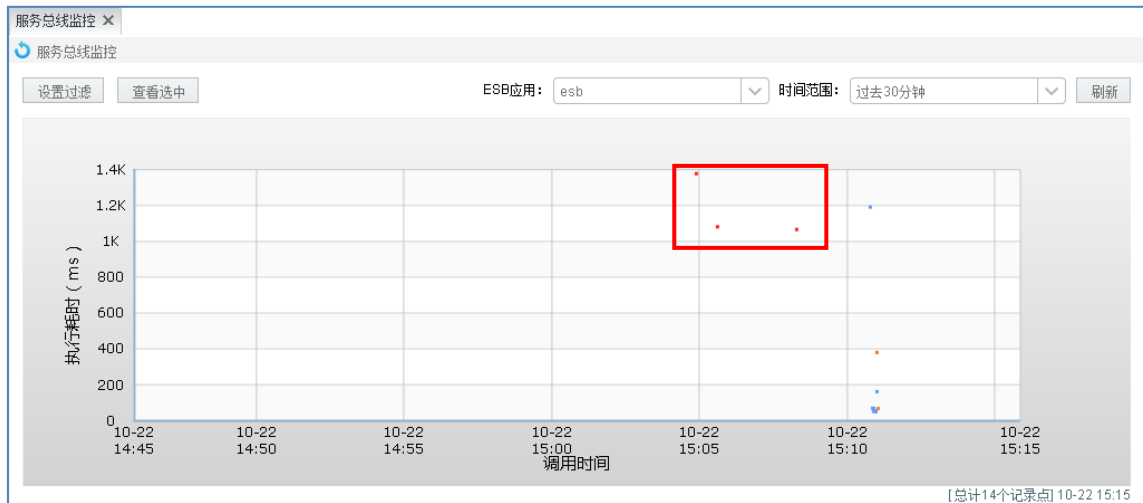 服务总线监控 ×
服务总线监控
设置过滤 查看选中 ESB应用： esb 时间范围： 过去30分钟 刷新
1.4K
1.2K
1K
800
600
400
200
0
执行耗时（ms）
10-22 10-22 10-22 10-22 10-22 10-22 10-22
14:45 14:50 14:55 15:00 15:05 15:10 15:15
调用时间
[总计14个记录点] 10-22 15:15